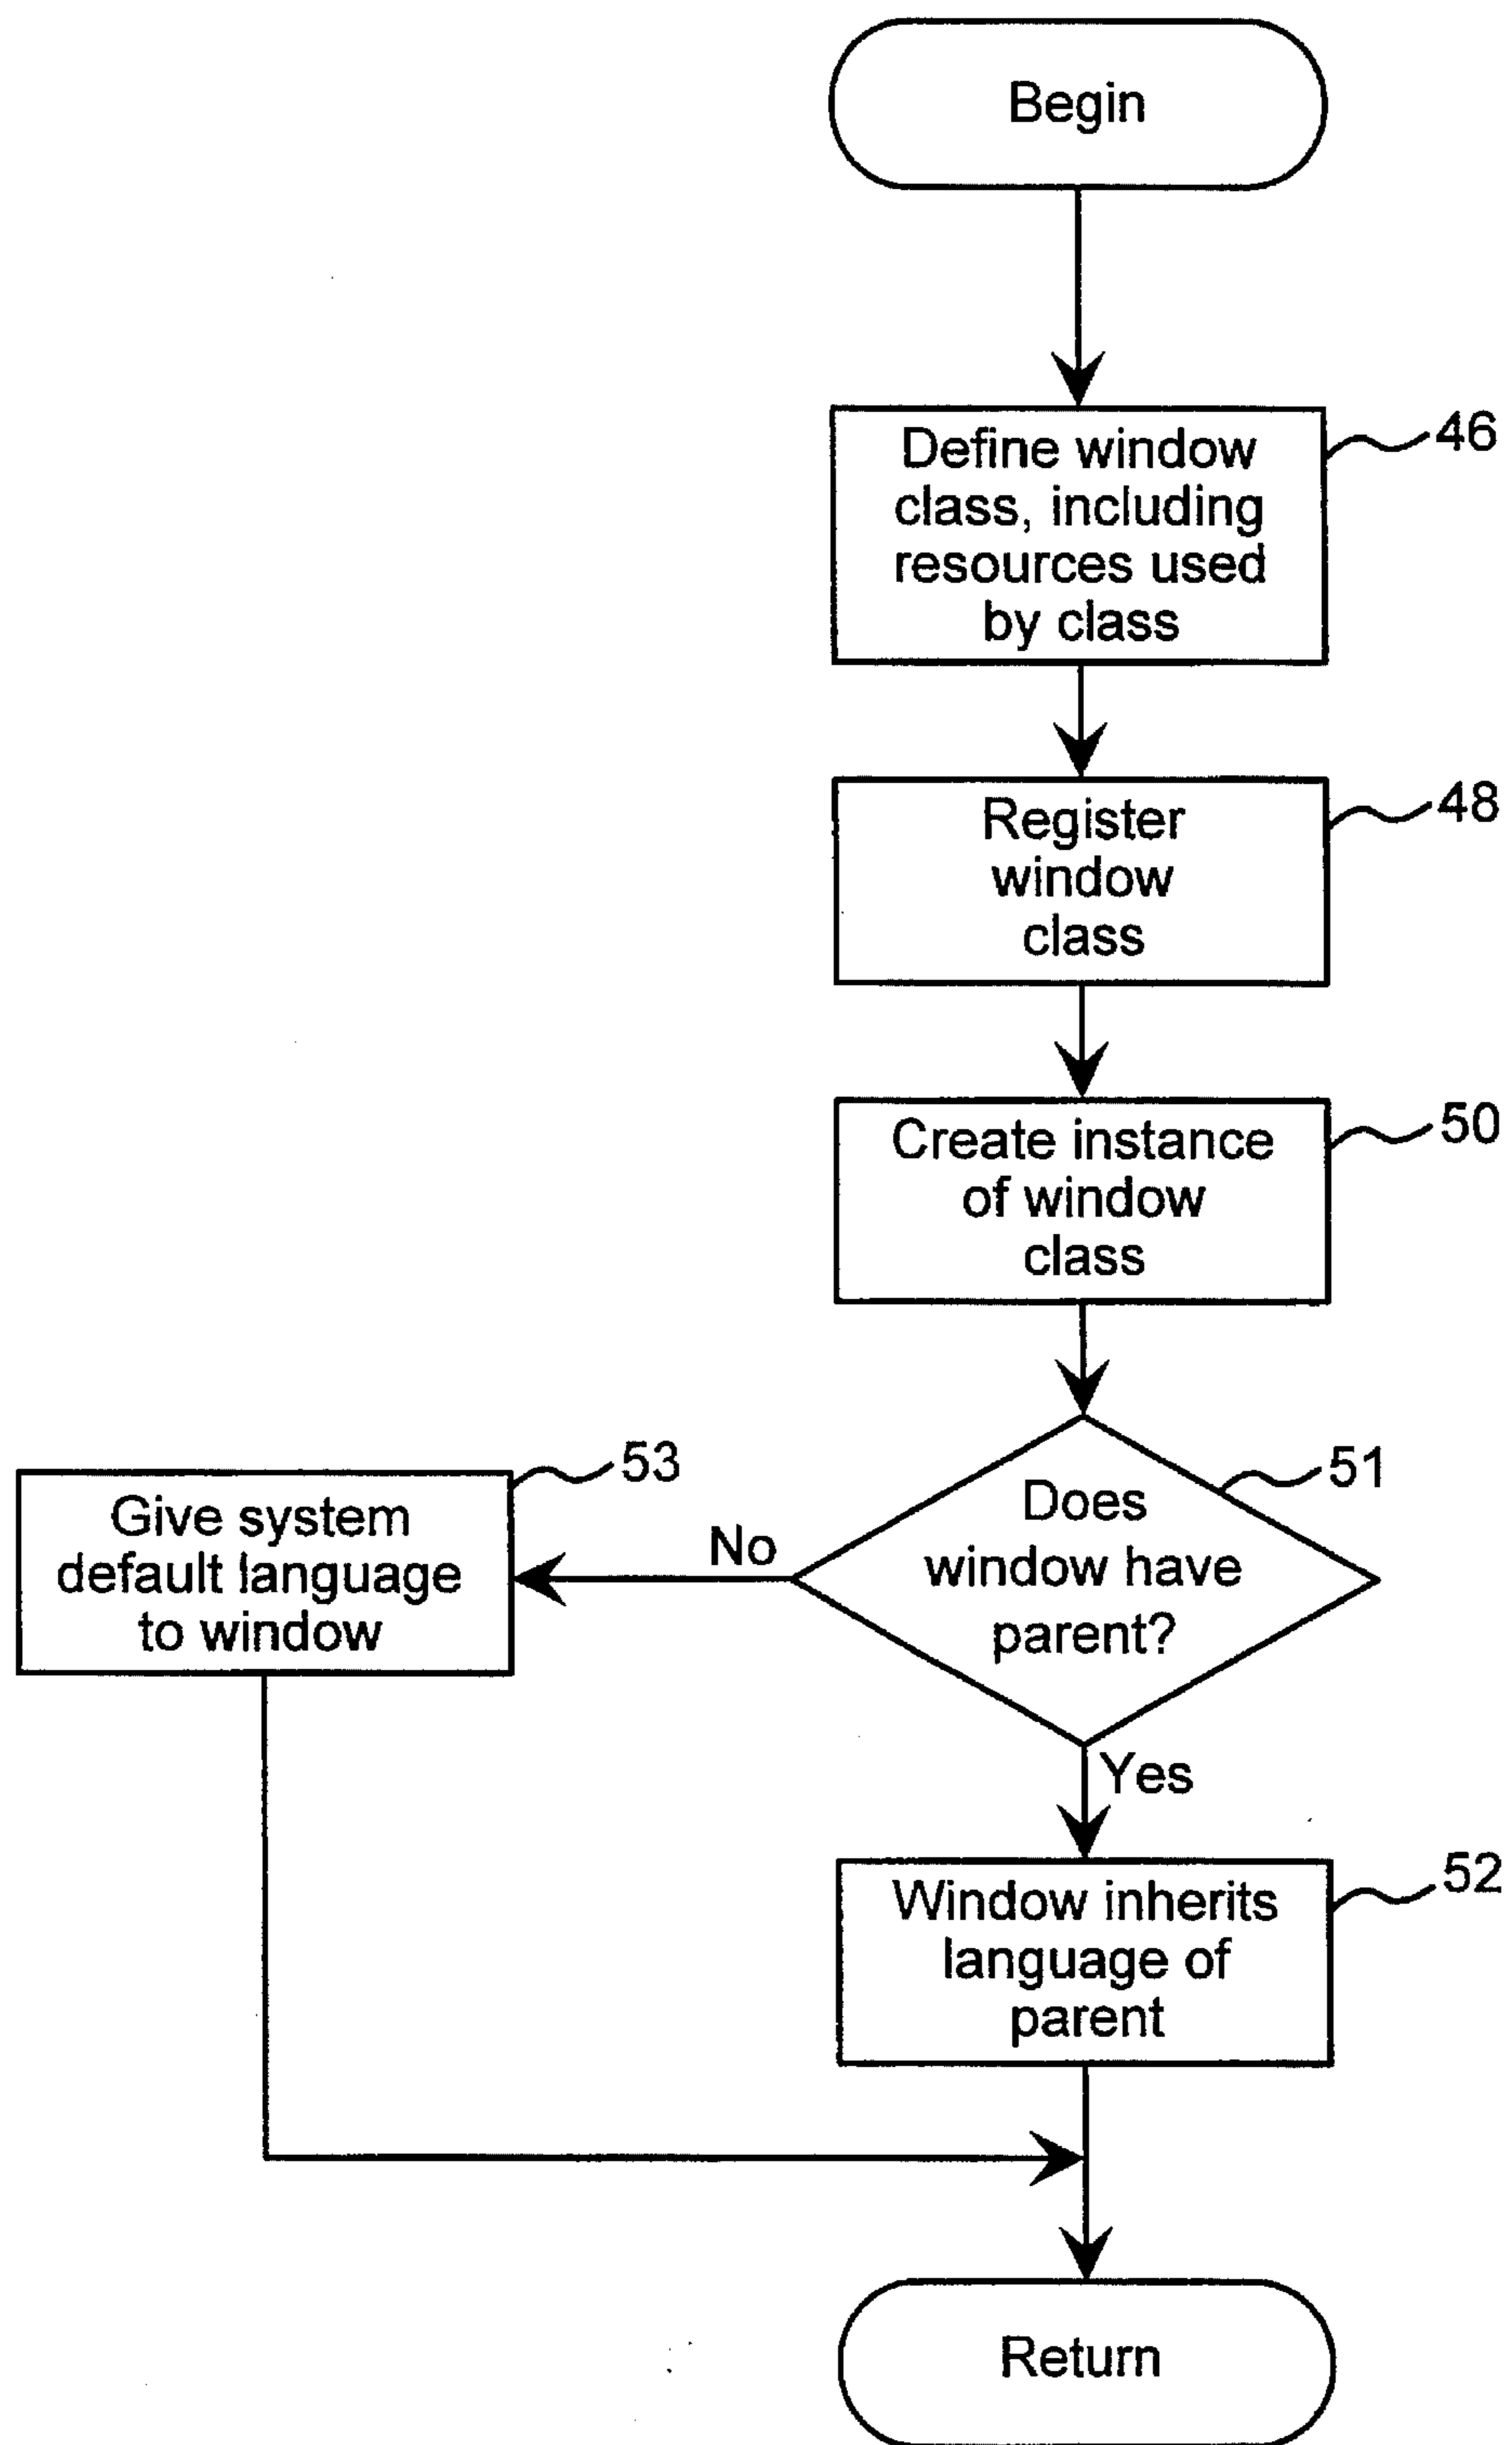 Begin
46
Define window
class, including
resources used
by class
48
Register
window
class
50
Create instance
of window
class
51
Does
window have
parent?
53
Give system
default language
to window
No
Yes
52
Window inherits
language of
parent
Return